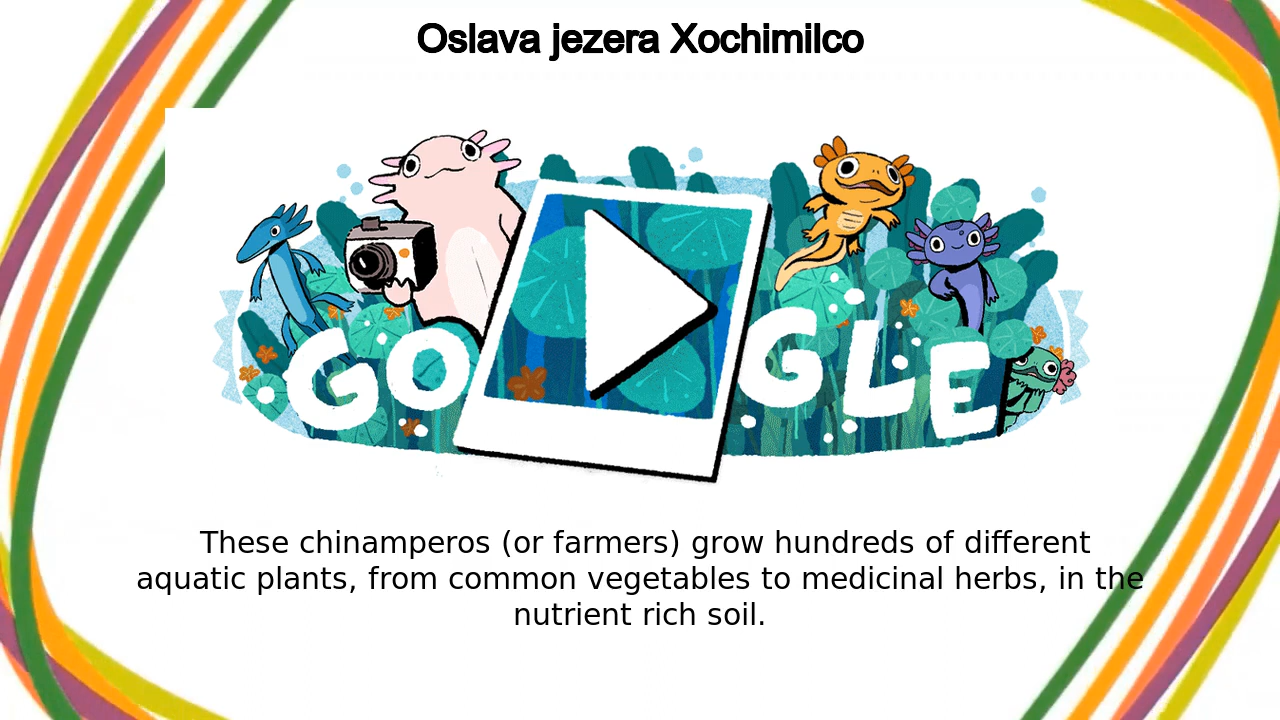 Oslava jezera Xochimilco
GO GLE
These chinamperos (or farmers) grow hundreds of different
aquatic plants, from common vegetables to medicinal herbs, in the
nutrient rich soil.